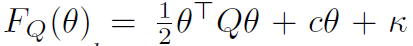 F_Q(θ) = ½θ^⊤Qθ + cθ + κ